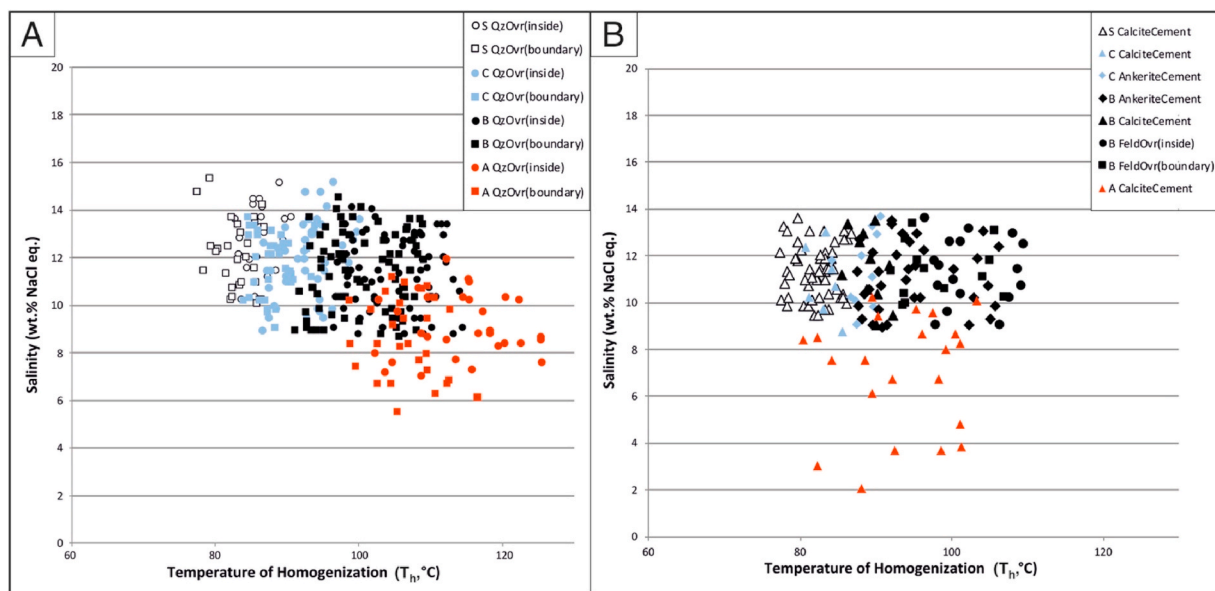 A
S QzOvr(inside)
S QzOvr(boundary)
C QzOvr(inside)
C QzOvr(boundary)
B QzOvr(inside)
B QzOvr(boundary)
A QzOvr(inside)
A QzOvr(boundary)
Salinity (wt.% NaCl eq.)
20
18
16
14
12
10
8
6
4
2
0
60
80
100
120
Temperature of Homogenization (Th,°C)
B
S CalciteCement
C CalciteCement
C AnkeriteCement
B AnkeriteCement
B CalciteCement
B FeldOvr(inside)
B FeldOvr(boundary)
A CalciteCement
Salinity (wt.% NaCl eq.)
20
18
16
14
12
10
8
6
4
2
0
60
80
100
120
Temperature of Homogenization (Th,°C)